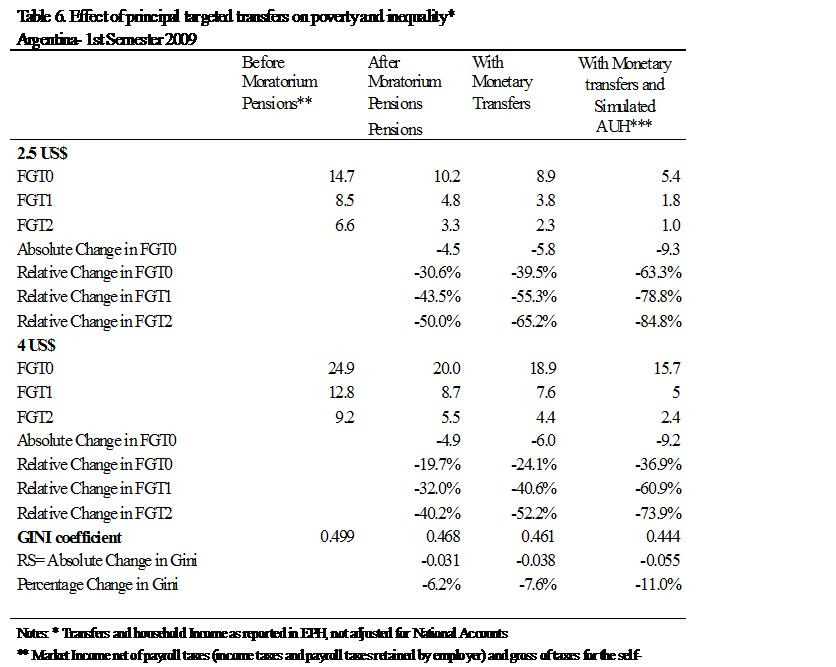 Table 6. Effect of principal targeted transfers on poverty and inequality*
Argentina- 1st Semester 2009
Before Moratorium Pensions** After Moratorium Pensions Pensions With Monetary Transfers With Monetary transfers and Simulated AUH***
2.5 US$
FGT0 14.7 10.2 8.9 5.4
FGT1 8.5 4.8 3.8 1.8
FGT2 6.6 3.3 2.3 1.0
Absolute Change in FGT0 -4.5 -5.8 -9.3
Relative Change in FGT0 -30.6% -39.5% -63.3%
Relative Change in FGT1 -43.5% -55.3% -78.8%
Relative Change in FGT2 -50.0% -65.2% -84.8%
4 US$
FGT0 24.9 20.0 18.9 15.7
FGT1 12.8 8.7 7.6 5
FGT2 9.2 5.5 4.4 2.4
Absolute Change in FGT0 -4.9 -6.0 -9.2
Relative Change in FGT0 -19.7% -24.1% -36.9%
Relative Change in FGT1 -32.0% -40.6% -60.9%
Relative Change in FGT2 -40.2% -52.2% -73.9%
GINI coefficient 0.499 0.468 0.461 0.444
RS= Absolute Change in Gini -0.031 -0.038 -0.055
Percentage Change in Gini -6.2% -7.6% -11.0%
Notes: * Transfers and household Income as reported in EPH, not adjusted for National Accounts
** Market Income net of payroll taxes (income taxes and payroll taxes retained by employer) and gross of taxes for the self-